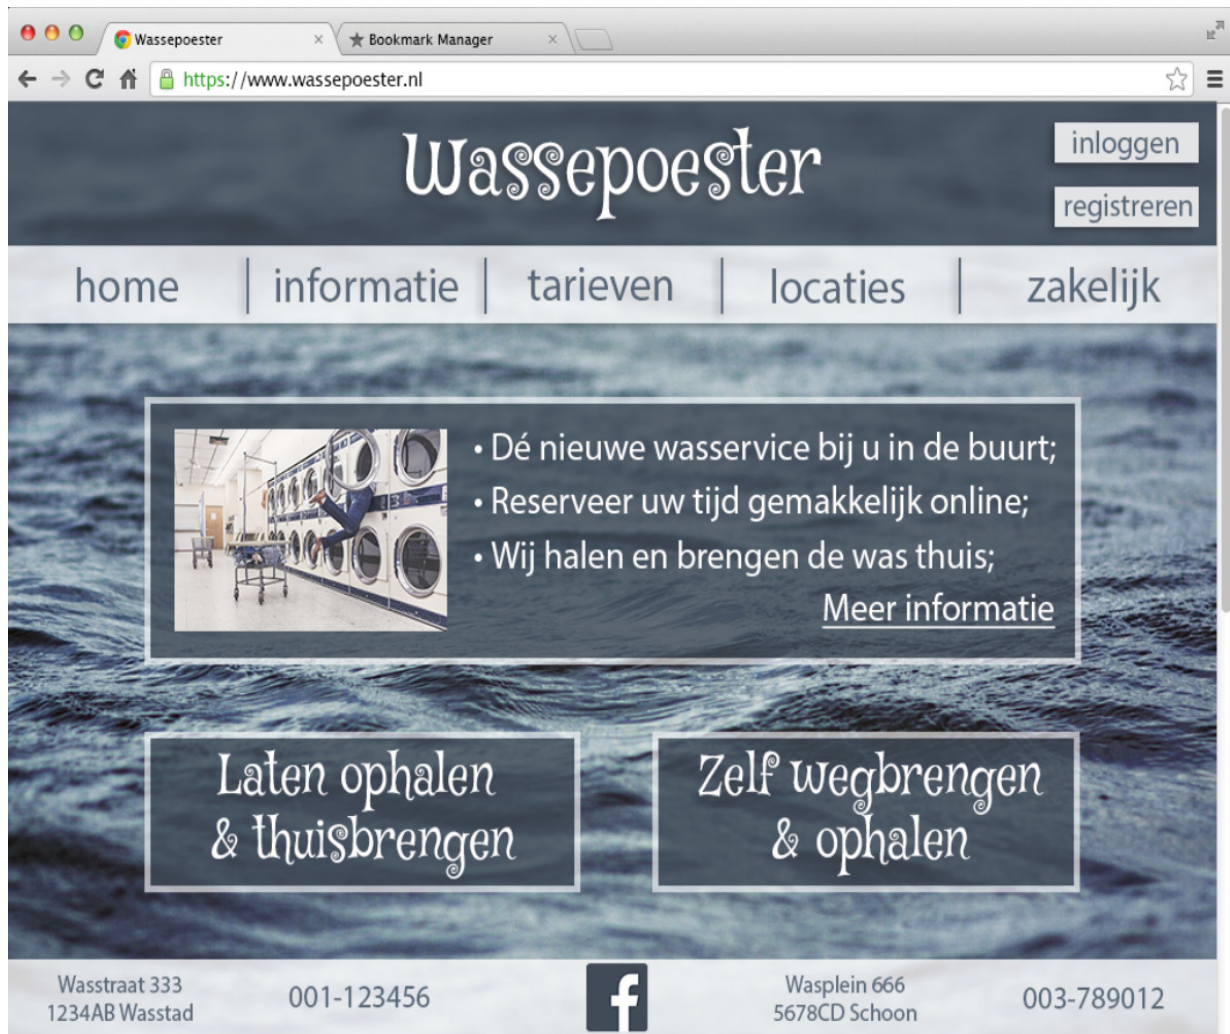 Wassepoester
Bookmark Manager
https://www.wassepoester.nl
Wassepoester
inloggen
registreren
home
informatie
tarieven
locaties
zakelijk
• Dé nieuwe wasservice bij u in de buurt;
• Reserveer uw tijd gemakkelijk online;
• Wij halen en brengen de was thuis;
Meer informatie
Laten ophalen
& thuisbrengen
Zelf wegbrengen
& ophalen
Wasstraat 333
1234AB Wasstad
001-123456
f
Wasplein 666
5678CD Schoon
003-789012